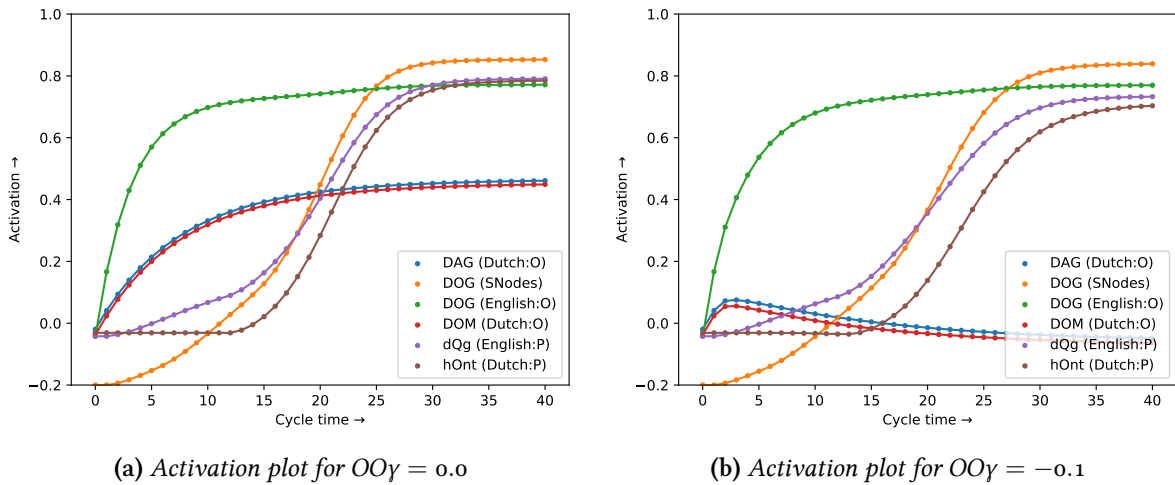 1.0
0.8
0.6
0.4
0.2
0.0
−0.2
Activation →
0 5 10 15 20 25 30 35 40
Cycle time →
DAG (Dutch:O)
DOG (SNodes)
DOG (English:O)
DOM (Dutch:O)
dQg (English:P)
hOnt (Dutch:P)
(a) Activation plot for OOγ = 0.0
1.0
0.8
0.6
0.4
0.2
0.0
−0.2
Activation →
0 5 10 15 20 25 30 35 40
Cycle time →
DAG (Dutch:O)
DOG (SNodes)
DOG (English:O)
DOM (Dutch:O)
dQg (English:P)
hOnt (Dutch:P)
(b) Activation plot for OOγ = −0.1